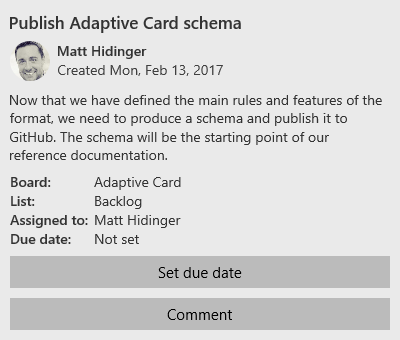 Publish Adaptive Card schema
Matt Hidinger
Created Mon, Feb 13, 2017
Now that we have defined the main rules and features of the
format, we need to produce a schema and publish it to
GitHub. The schema will be the starting point of our
reference documentation.
Board: Adaptive Card
List: Backlog
Assigned to: Matt Hidinger
Due date: Not set
Set due date
Comment